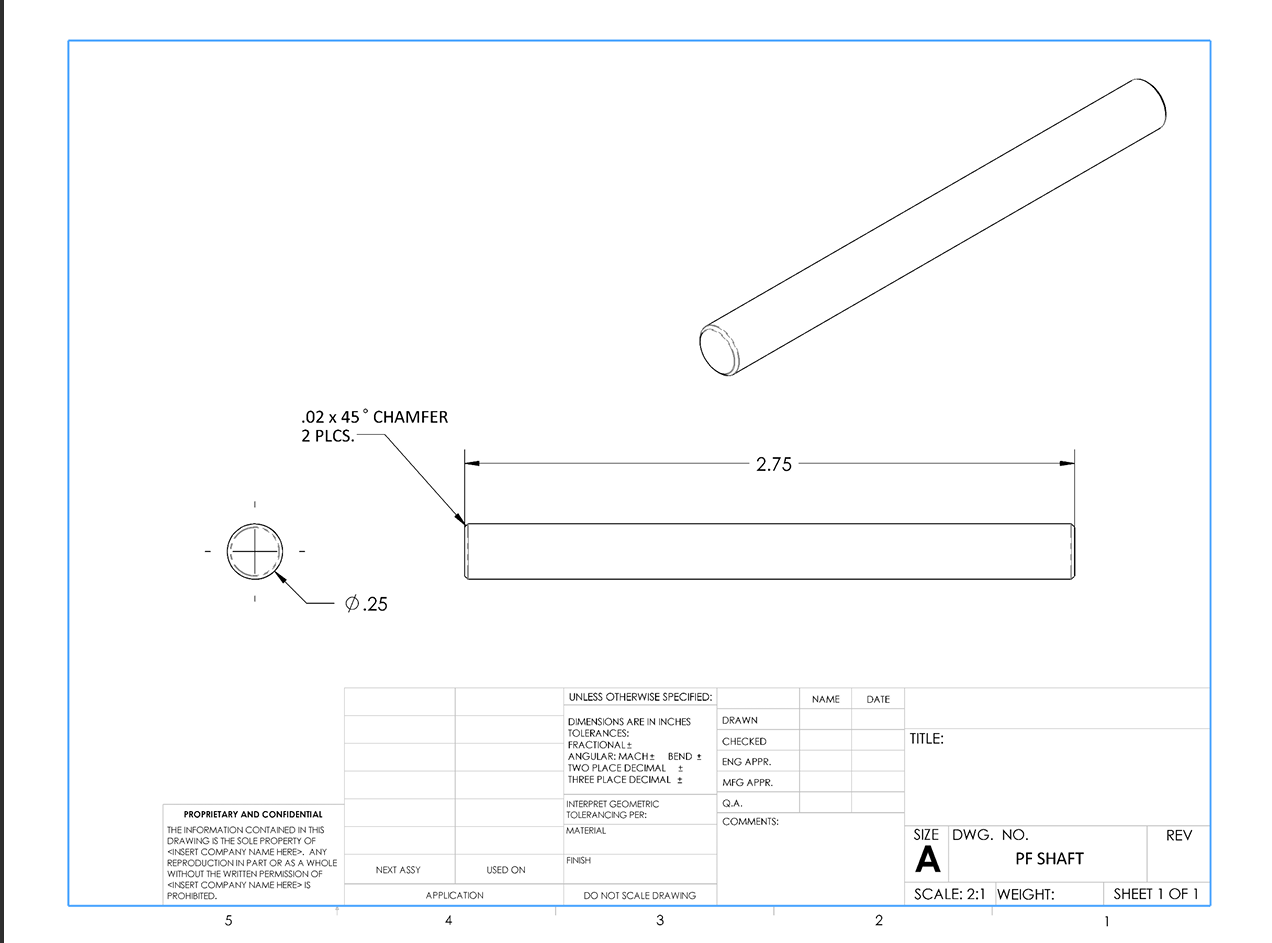 .02 x 45° CHAMFER
2 PLCS.
2.75
Ø.25
PROPRIETARY AND CONFIDENTIAL
THE INFORMATION CONTAINED IN THIS
DRAWING IS THE SOLE PROPERTY OF
<INSERT COMPANY NAME HERE>. ANY
REPRODUCTION IN PART OR AS A WHOLE
WITHOUT THE WRITTEN PERMISSION OF
<INSERT COMPANY NAME HERE> IS
PROHIBITED.
NEXT ASSY
USED ON
APPLICATION
UNLESS OTHERWISE SPECIFIED:
DIMENSIONS ARE IN INCHES
TOLERANCES:
FRACTIONAL±
ANGULAR: MACH± BEND ±
TWO PLACE DECIMAL ±
THREE PLACE DECIMAL ±
INTERPRET GEOMETRIC
TOLERANCING PER:
MATERIAL
FINISH
DO NOT SCALE DRAWING
NAME
DATE
DRAWN
CHECKED
ENG APPR.
MFG APPR.
Q.A.
COMMENTS:
TITLE:
SIZE
A
DWG. NO.
PF SHAFT
REV
SCALE: 2:1
WEIGHT:
SHEET 1 OF 1
5
4
3
2
1